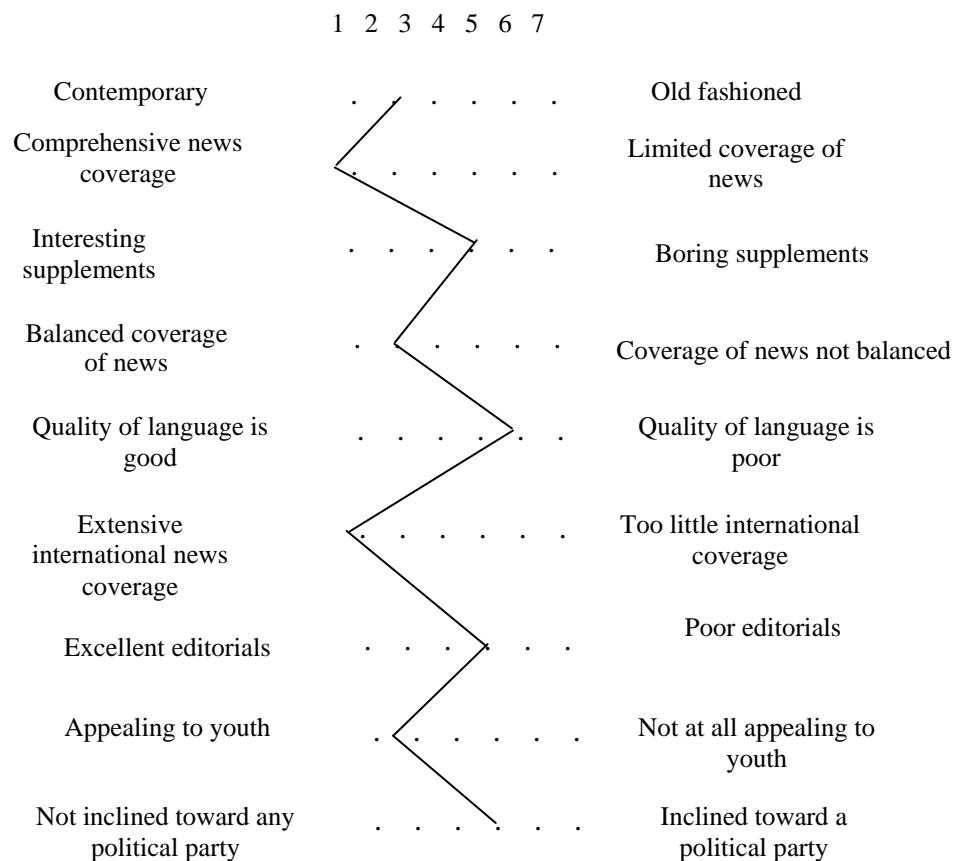 1 2 3 4 5 6 7
Contemporary . . . . . . Old fashioned
Comprehensive news
coverage
. . . . . .
Limited coverage of
news
Interesting
supplements
. . . . . .
Boring supplements
Balanced coverage
of news
. . . . . .
Coverage of news not balanced
Quality of language is
good
. . . . . .
Quality of language is
poor
Extensive
international news
coverage
. . . . . .
Too little international
coverage
Excellent editorials . . . . . . Poor editorials
Appealing to youth . . . . . .
Not at all appealing to
youth
Not inclined toward any
political party
. . . . . .
Inclined toward a
political party